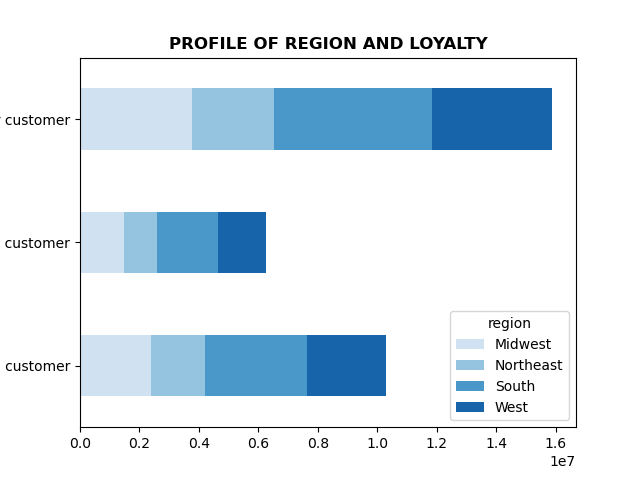 PROFILE OF REGION AND LOYALTY
customer
customer
customer
region
Midwest
Northeast
South
West
0.0 0.2 0.4 0.6 0.8 1.0 1.2 1.4 1.6
1e7